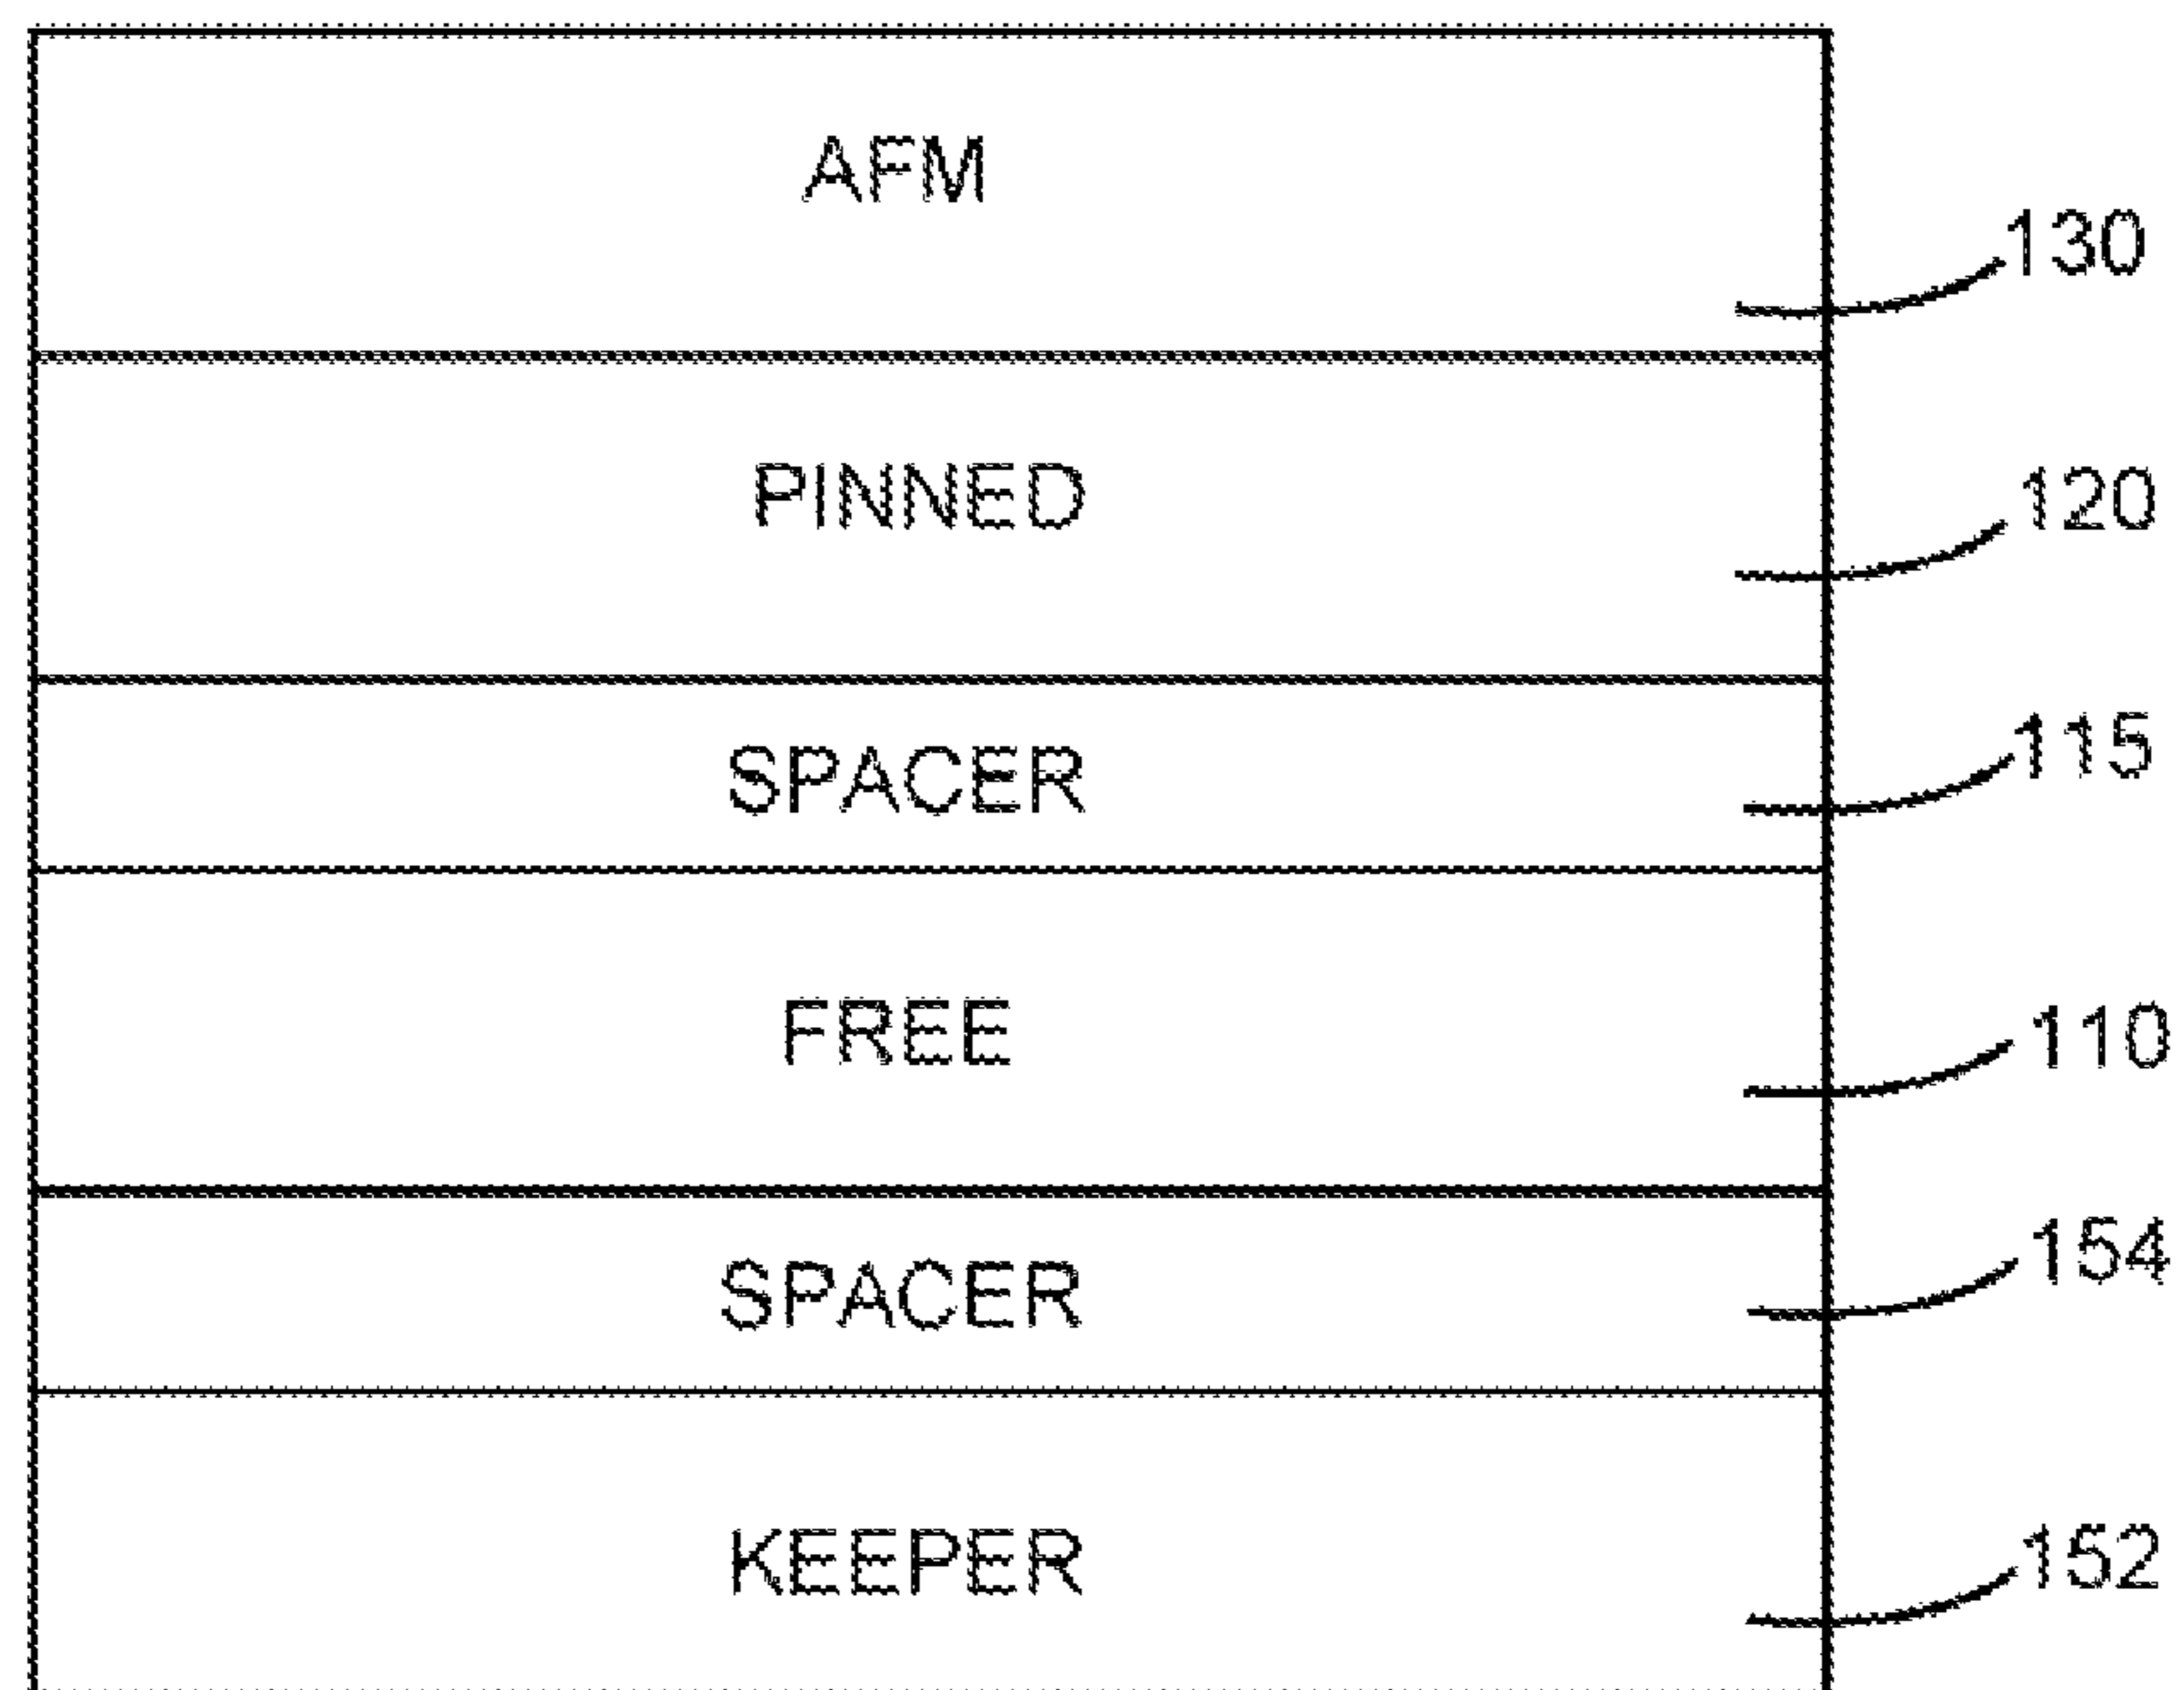 AFM
130
PINNED
120
SPACER
115
FREE
110
SPACER
154
KEEPER
152